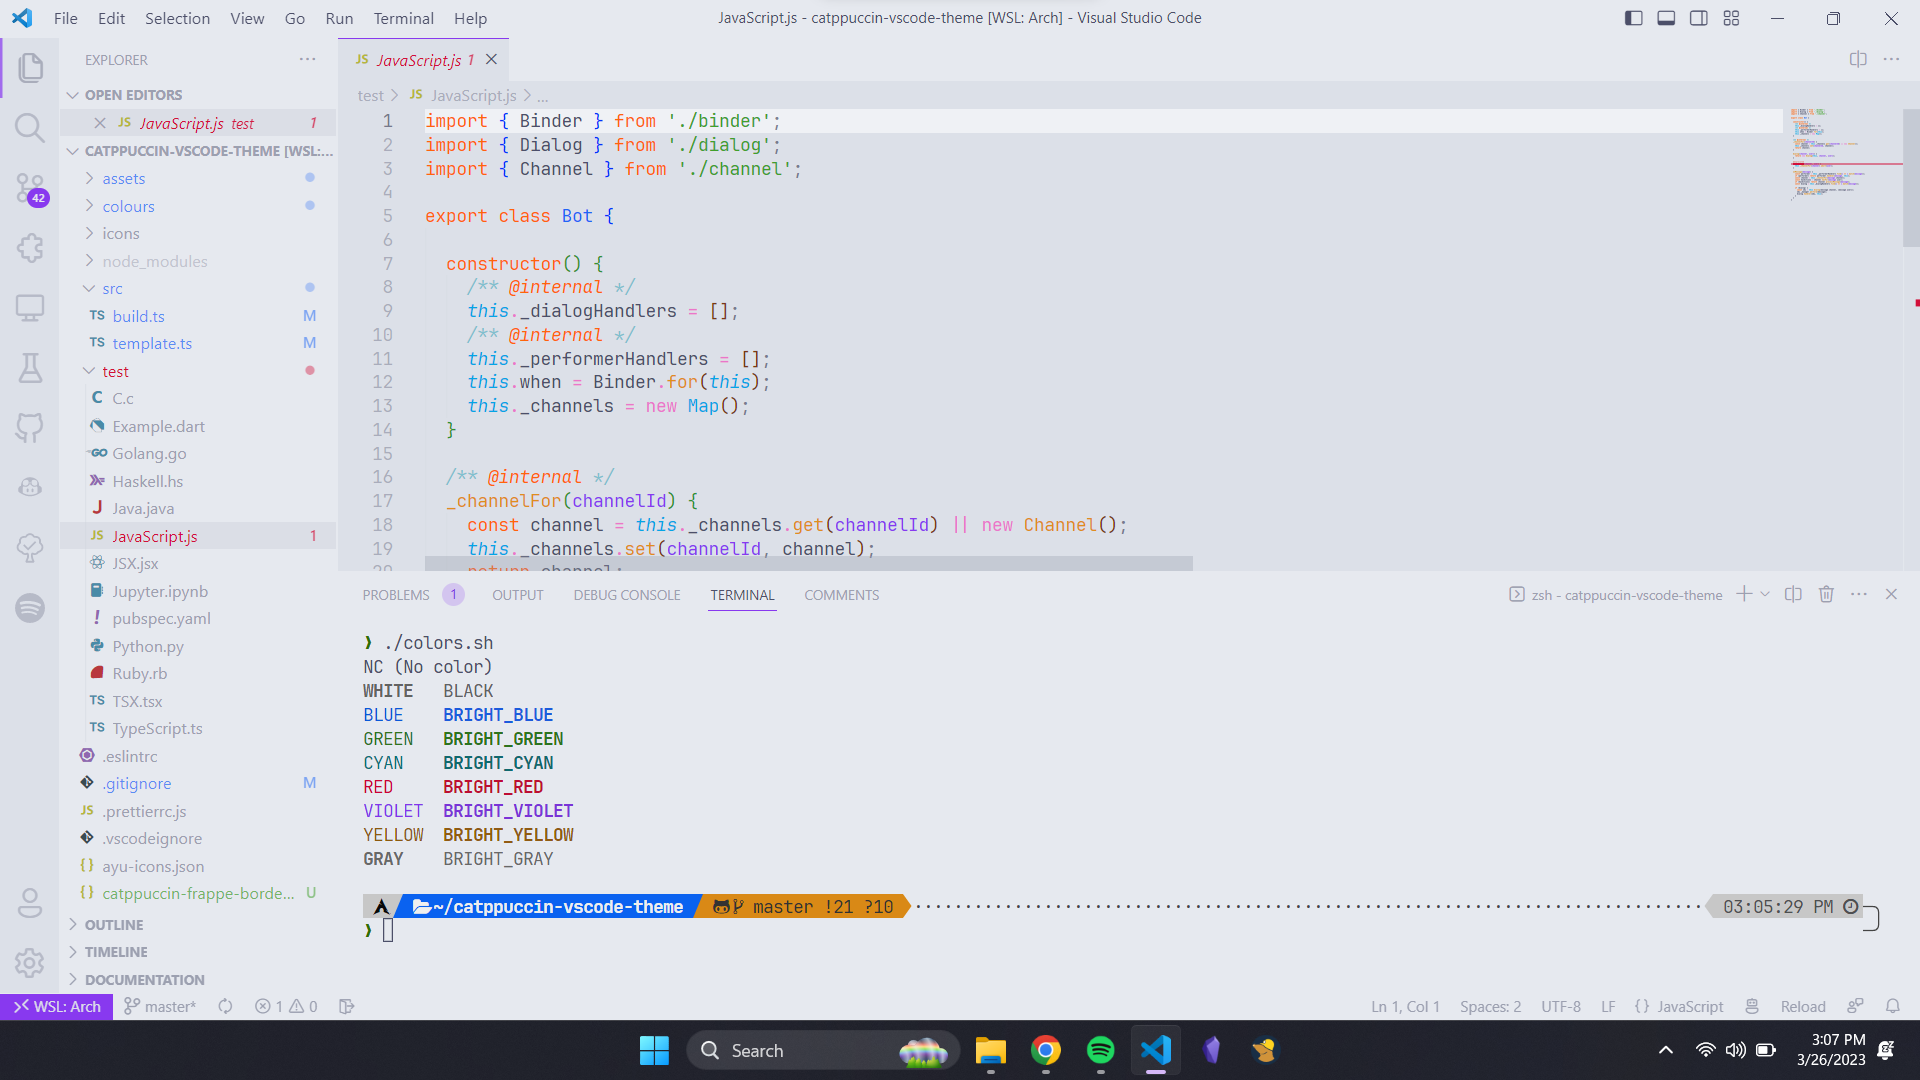 File Edit Selection View Go Run Terminal Help
JavaScript.js - catppuccin-vscode-theme [WSL: Arch] - Visual Studio Code
EXPLORER
OPEN EDITORS
JS JavaScript.js test 1
CATPPUCCIN-VSCODE-THEME [WSL:...
assets
colours
icons
node_modules
src
TS build.ts M
TS template.ts M
test
C C.c
Example.dart
GO Golang.go
Haskell.hs
J Java.java
JS JavaScript.js 1
JSX.jsx
Jupyter.ipynb
! pubspec.yaml
Python.py
Ruby.rb
TS TSX.tsx
TS TypeScript.ts
.eslintrc
.gitignore M
JS .prettierrc.js
.vscodeignore
{} ayu-icons.json
{} catppuccin-frappe-borde... U
OUTLINE
TIMELINE
DOCUMENTATION
42
JS JavaScript.js 1
test > JS JavaScript.js > ...
1 import { Binder } from './binder';
2 import { Dialog } from './dialog';
3 import { Channel } from './channel';
4
5 export class Bot {
6
7 constructor() {
8 /** @internal */
9 this._dialogHandlers = [];
10 /** @internal */
11 this._performerHandlers = [];
12 this.when = Binder.for(this);
13 this._channels = new Map();
14 }
15
16 /** @internal */
17 _channelFor(channelId) {
18 const channel = this._channels.get(channelId) || new Channel();
19 this._channels.set(channelId, channel);
20 return channel;
PROBLEMS 1 OUTPUT DEBUG CONSOLE TERMINAL COMMENTS
zsh - catppuccin-vscode-theme
❯ ./colors.sh
NC (No color)
WHITE BLACK
BLUE BRIGHT_BLUE
GREEN BRIGHT_GREEN
CYAN BRIGHT_CYAN
RED BRIGHT_RED
VIOLET BRIGHT_VIOLET
YELLOW BRIGHT_YELLOW
GRAY BRIGHT_GRAY
~/catppuccin-vscode-theme master !21 ?10 03:05:29 PM
❯
WSL: Arch master* 1 0
Ln 1, Col 1 Spaces: 2 UTF-8 LF {} JavaScript Reload
Search
3:07 PM
3/26/2023